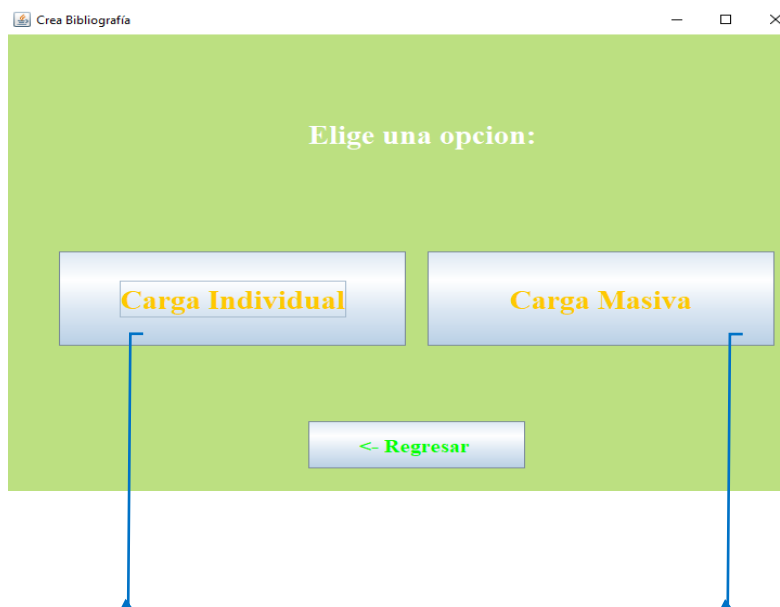 Crea Bibliografía
Elige una opcion:
Carga Individual
Carga Masiva
<- Regresar